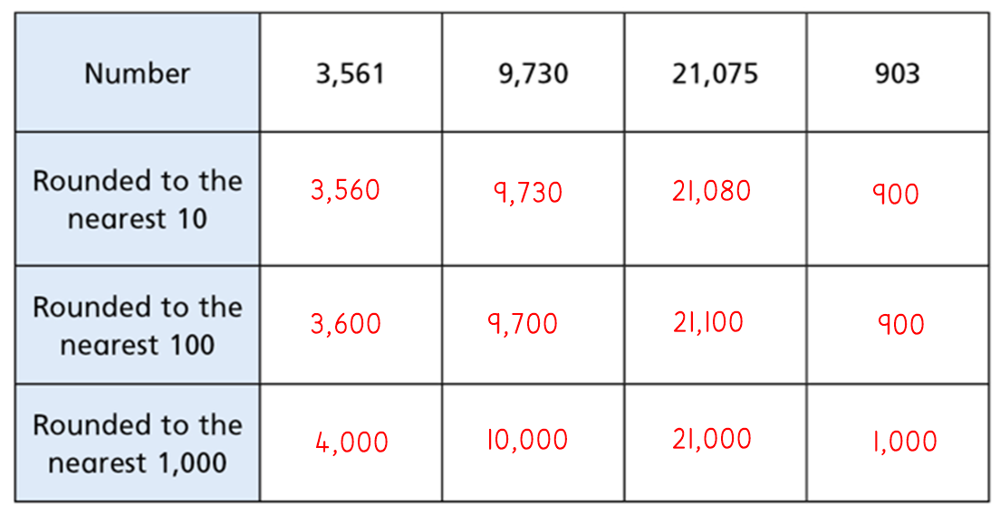 Number 3,561 9,730 21,075 903
Rounded to the
nearest 10
3,560 9,730 21,080 900
Rounded to the
nearest 100
3,600 9,700 21,100 900
Rounded to the
nearest 1,000
4,000 10,000 21,000 1,000